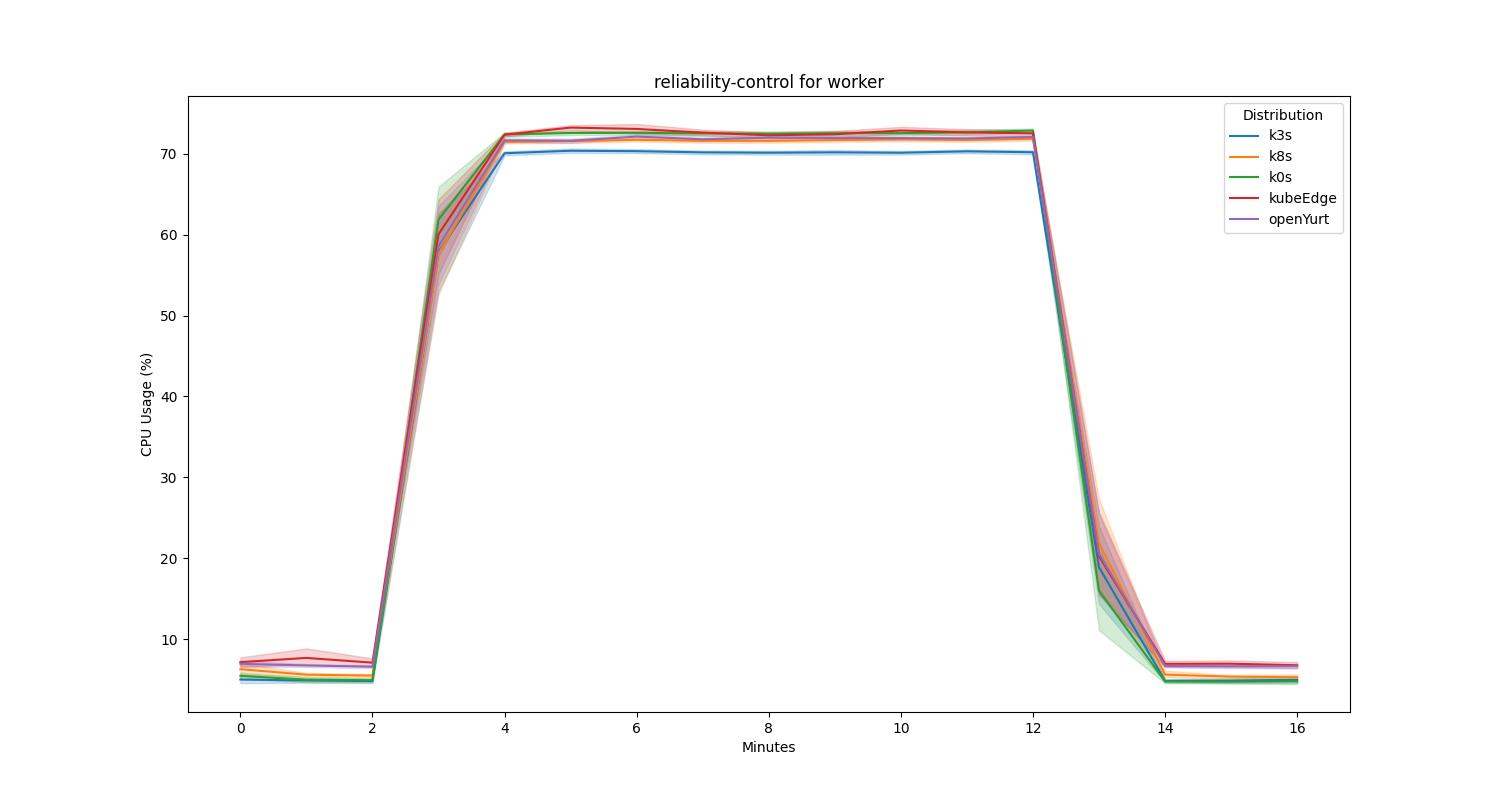 reliability-control for worker
Distribution
k3s
k8s
k0s
kubeEdge
openYurt
CPU Usage (%)
70
60
50
40
30
20
10
0 2 4 6 8 10 12 14 16
Minutes